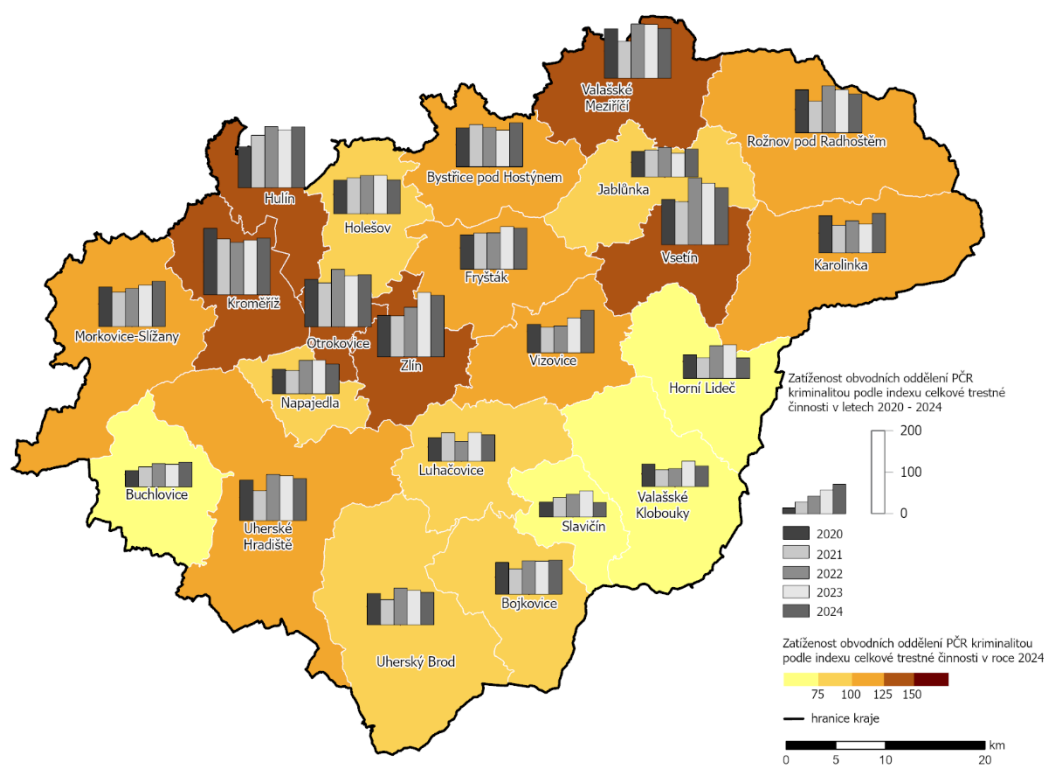 Valašské
Meziříčí
Rožnov pod Radhoštěm
Bystřice pod Hostýnem
Jablůnka
Hulín
Holešov
Vsetín
Karolinka
Fryšták
Kroměříž
Morkovice-Slížany
Otrokovice
Zlín
Vizovice
Horní Lideč
Napajedla
Luhačovice
Buchlovice
Valašské
Klobouky
Uherské
Hradiště
Slavičín
Bojkovice
Uherský Brod
Zatíženost obvodních oddělení PČR
kriminalitou podle indexu celkové trestné
činnosti v letech 2020 - 2024
200
100
0
2020
2021
2022
2023
2024
Zatíženost obvodních oddělení PČR kriminalitou
podle indexu celkové trestné činnosti v roce 2024
75 100 125 150
hranice kraje
km
0 5 10 20